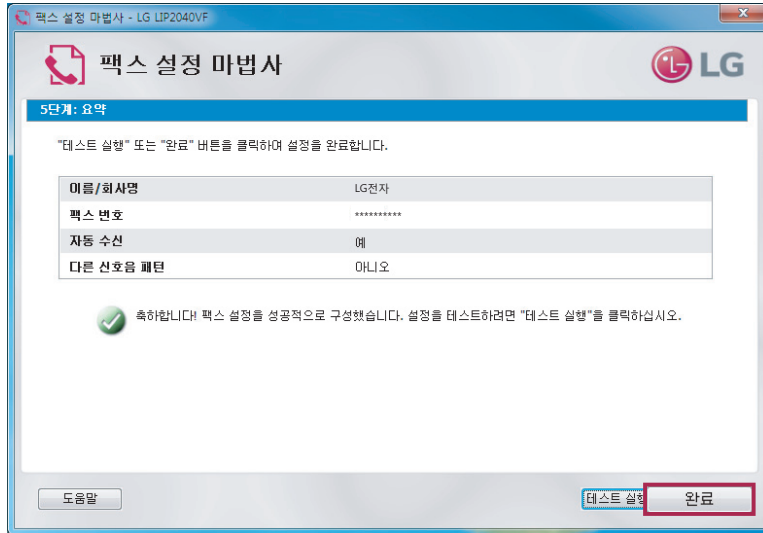 팩스 설정 마법사 - LG LIP2040VF
팩스 설정 마법사
LG
5단계: 요약
"테스트 실행" 또는 "완료" 버튼을 클릭하여 설정을 완료합니다.
이름/회사명 LG전자
팩스 번호 **********
자동 수신 예
다른 신호음 패턴 아니오
축하합니다! 팩스 설정을 성공적으로 구성했습니다. 설정을 테스트하려면 "테스트 실행"을 클릭하십시오.
도움말 테스트 실행 완료